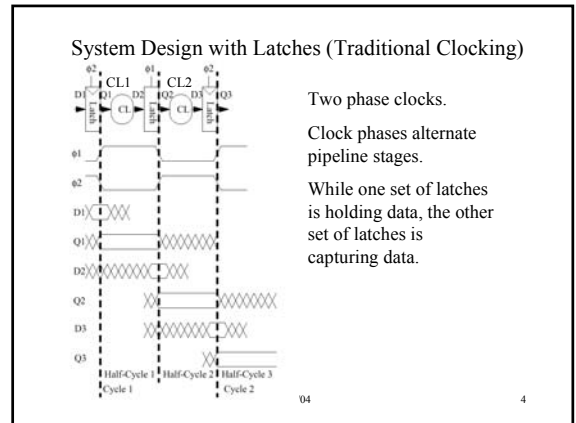 System Design with Latches (Traditional Clocking)
ϕ2 CL1 ϕ1 CL2 ϕ2
D1 Q1 D2 Q2 D3 Q3
Latch CL Latch CL Latch
ϕ1
ϕ2
D1
Q1
D2
Q2
D3
Q3
Half-Cycle 1 Half-Cycle 2 Half-Cycle 3
Cycle 1 Cycle 2
Two phase clocks.
Clock phases alternate
pipeline stages.
While one set of latches
is holding data, the other
set of latches is
capturing data.
'04 4